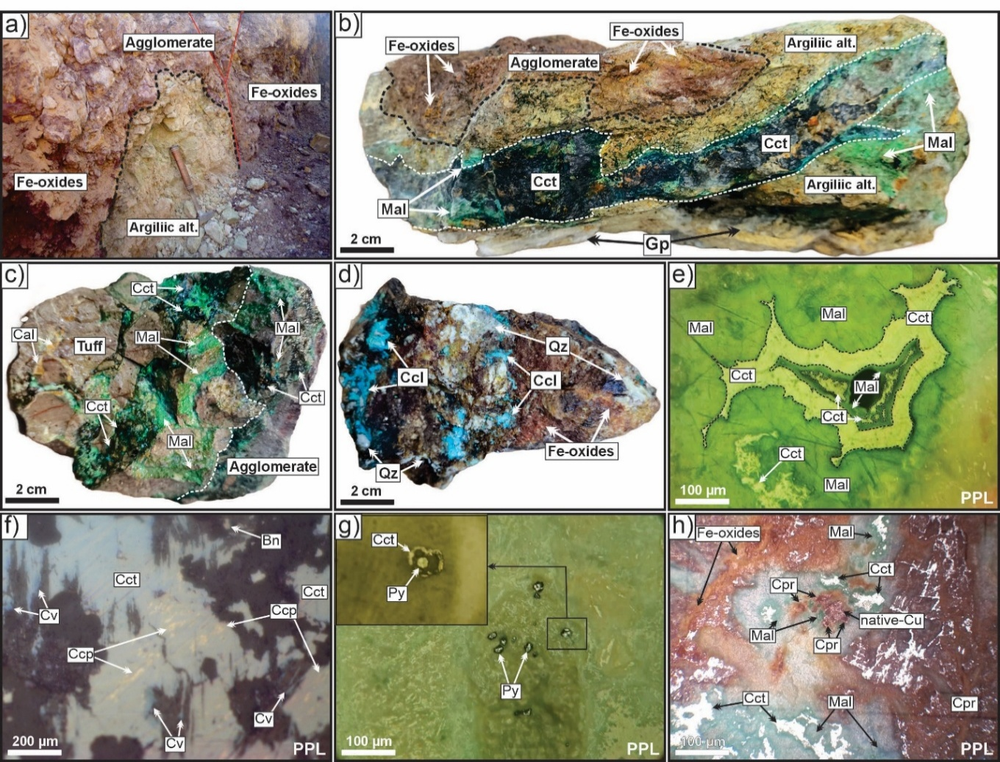 a)
Agglomerate
Fe-oxides
Fe-oxides
Argiliic alt.
b)
Fe-oxides
Fe-oxides
Agglomerate
Argiliic alt.
Cct
Mal
Cct
Argiliic alt.
Mal
Gp
2 cm
c)
Cct
Cal
Tuff
Mal
Mal
Cct
Cct
Mal
Agglomerate
2 cm
d)
Qz
Ccl
Ccl
Fe-oxides
Qz
2 cm
e)
Mal
Mal
Cct
Cct
Mal
Cct
Cct
Mal
100 µm
PPL
f)
Bn
Cct
Cct
Cv
Ccp
Ccp
Cv
Cv
200 µm
PPL
g)
Cct
Py
Py
100 µm
PPL
h)
Fe-oxides
Mal
Cct
Cpr
native-Cu
Mal
Cpr
Cct
Mal
Cpr
100 µm
PPL